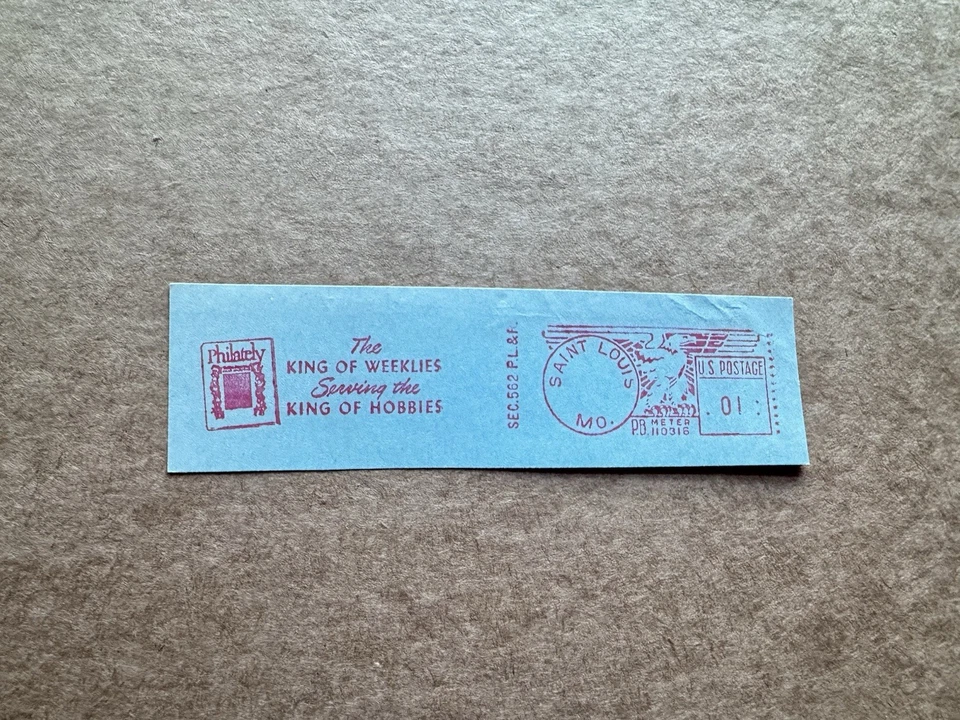 Philately
The
KING OF WEEKLIES
Serving the
KING OF HOBBIES
SEC. 562 P.L.&R.
SAINT LOUIS
MO.
P.B. METER
110316
U.S. POSTAGE
01